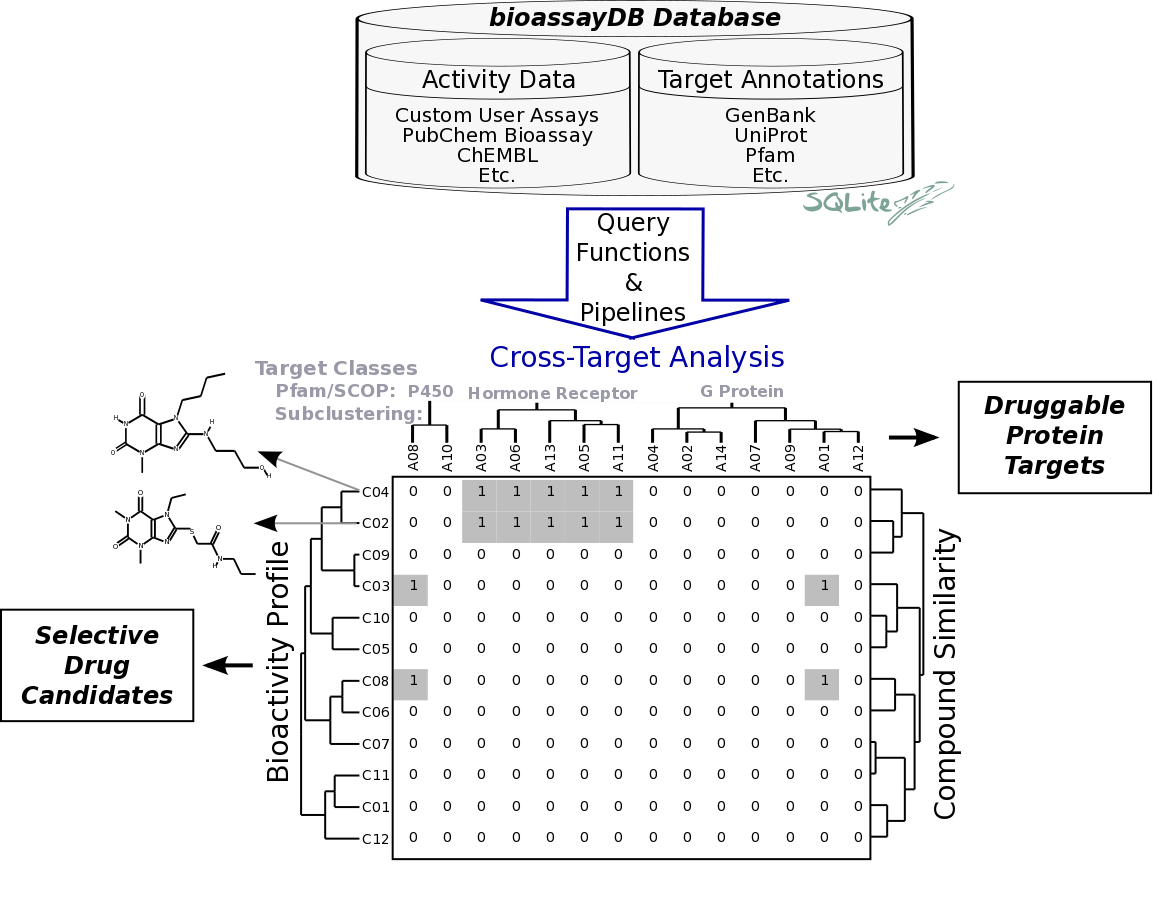 bioassayDB Database
Activity Data
Target Annotations
Custom User Assays
PubChem Bioassay
ChEMBL
Etc.
GenBank
UniProt
Pfam
Etc.
SQLite
Query
Functions
&
Pipelines
Cross-Target Analysis
Target Classes
Pfam/SCOP: P450 Hormone Receptor G Protein
Subclustering:
A08 A10 A03 A06 A13 A05 A11 A04 A02 A14 A07 A09 A01 A12
C04 0 0 1 1 1 1 1 0 0 0 0 0 0 0
C02 0 0 1 1 1 1 1 0 0 0 0 0 0 0
C09 0 0 0 0 0 0 0 0 0 0 0 0 0 0
C03 1 0 0 0 0 0 0 0 0 0 0 0 1 0
C10 0 0 0 0 0 0 0 0 0 0 0 0 0 0
C05 0 0 0 0 0 0 0 0 0 0 0 0 0 0
C08 1 0 0 0 0 0 0 0 0 0 0 0 1 0
C06 0 0 0 0 0 0 0 0 0 0 0 0 0 0
C07 0 0 0 0 0 0 0 0 0 0 0 0 0 0
C11 0 0 0 0 0 0 0 0 0 0 0 0 0 0
C01 0 0 0 0 0 0 0 0 0 0 0 0 0 0
C12 0 0 0 0 0 0 0 0 0 0 0 0 0 0
Bioactivity Profile
Compound Similarity
Druggable
Protein
Targets
Selective
Drug
Candidates
O
H
N
N
O
N
N
N
H
O
H
O
N
N
O
N
N
S
O
N
H